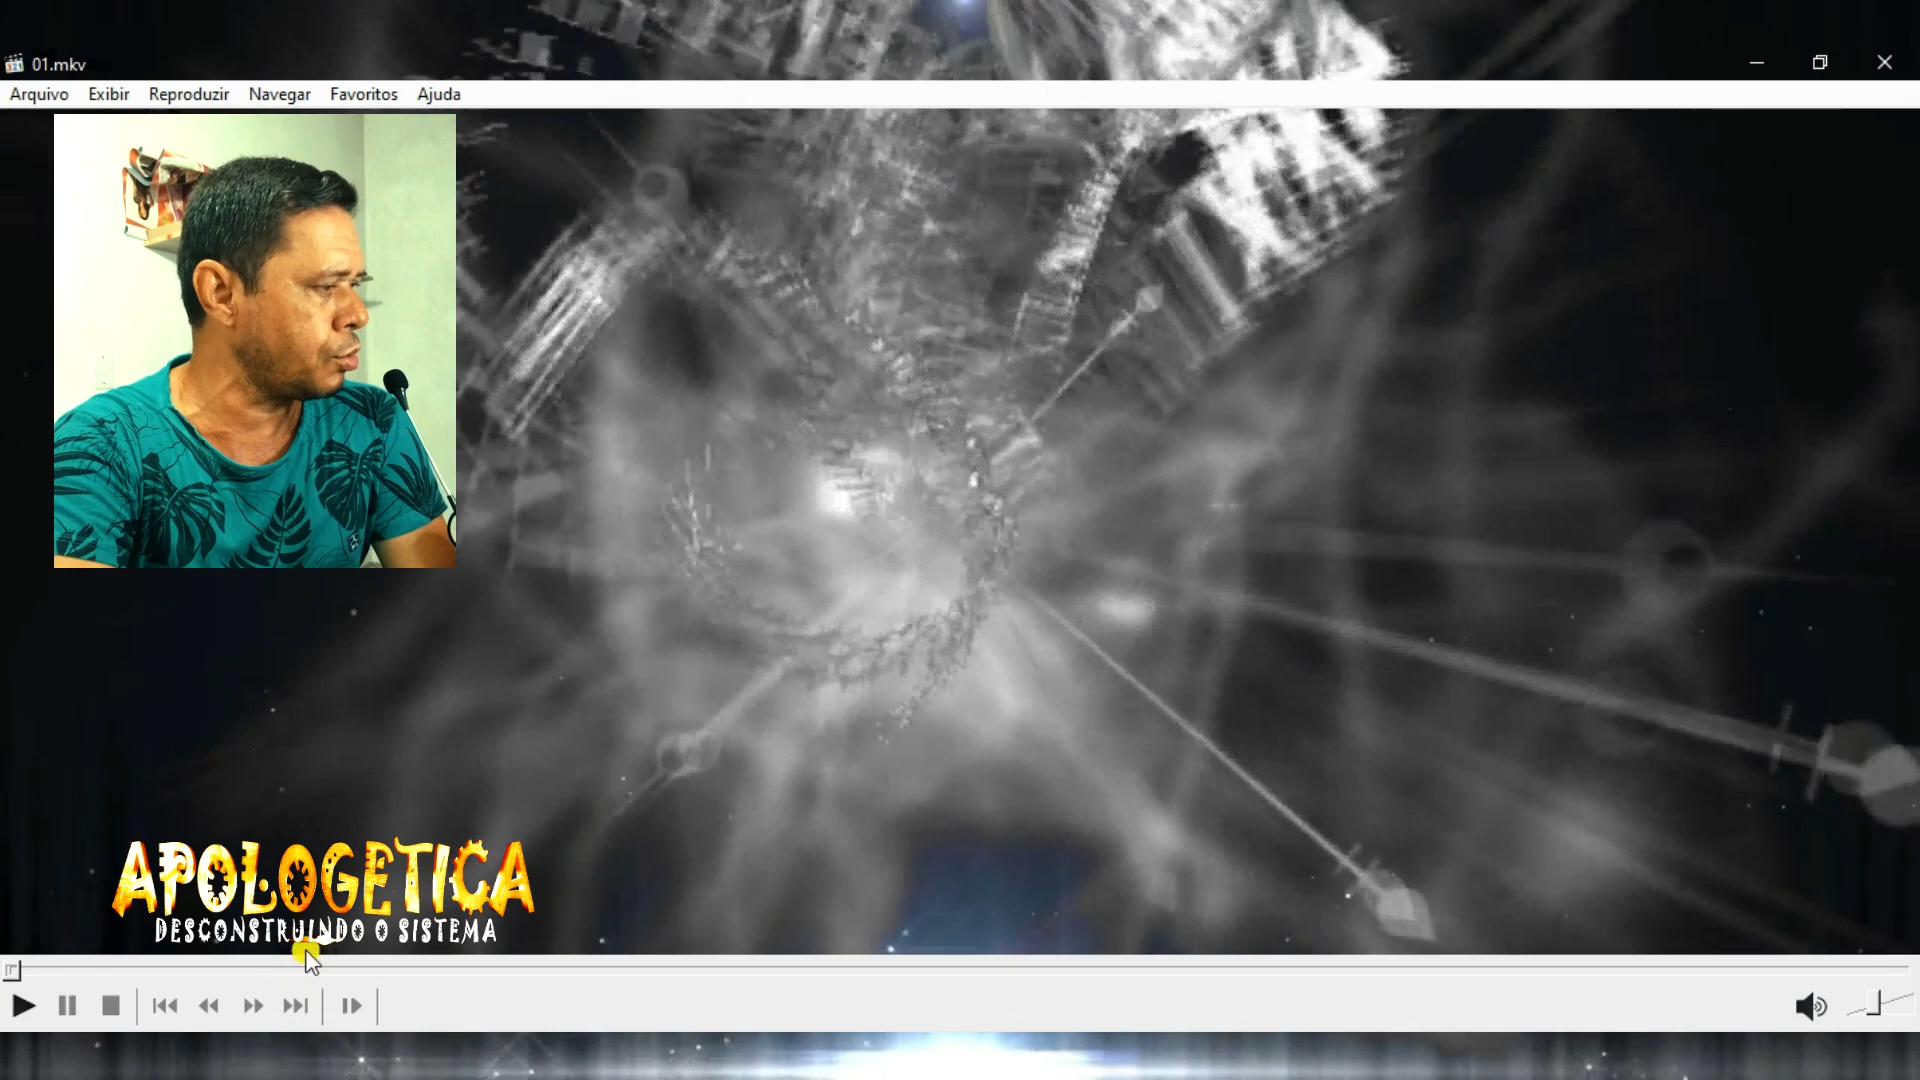 01.mkv
Arquivo Exibir Reproduzir Navegar Favoritos Ajuda
APOLOGETICA
DESCONSTRUINDO O SISTEMA